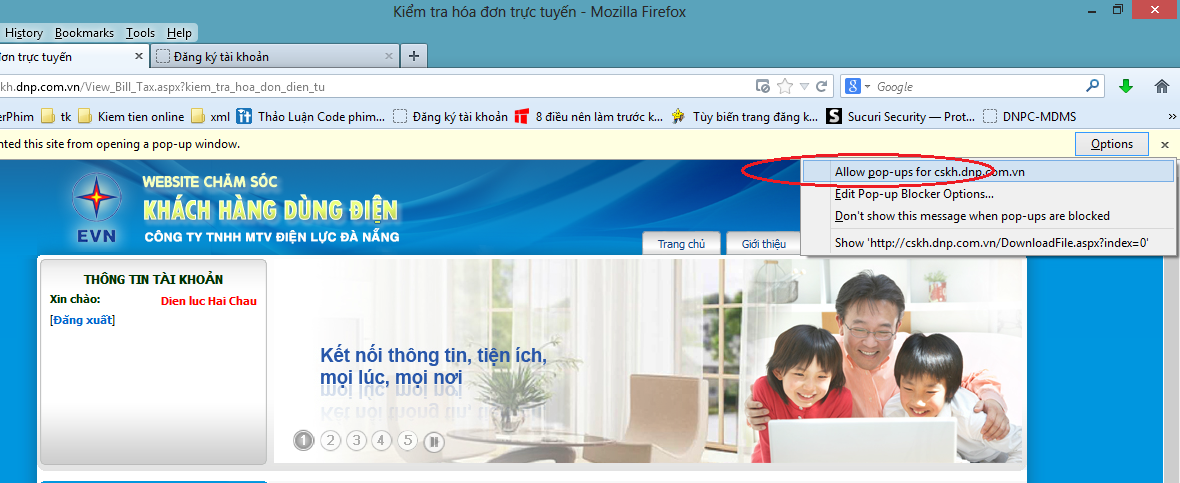 Kiểm tra hóa đơn trực tuyến - Mozilla Firefox
History Bookmarks Tools Help
ơn trực tuyến Đăng ký tài khoản
kh.dnp.com.vn/View_Bill_Tax.aspx?kiem_tra_hoa_don_dien_tu Google
erPhim tk Kiem tien online xml Thảo Luận Code phim... Đăng ký tài khoản 8 điều nên làm trước k... Tùy biến trang đăng k... Sucuri Security — Prot... DNPC-MDMS
nted this site from opening a pop-up window. Options
Allow pop-ups for cskh.dnp.com.vn
Edit Pop-up Blocker Options...
Don't show this message when pop-ups are blocked
Show 'http://cskh.dnp.com.vn/DownloadFile.aspx?index=0'
EVN
WEBSITE CHĂM SÓC
KHÁCH HÀNG DÙNG ĐIỆN
CÔNG TY TNHH MTV ĐIỆN LỰC ĐÀ NẴNG
Trang chủ Giới thiệu
THÔNG TIN TÀI KHOẢN
Xin chào: Dien luc Hai Chau
[Đăng xuất]
Kết nối thông tin, tiện ích,
mọi lúc, mọi nơi
1 2 3 4 5